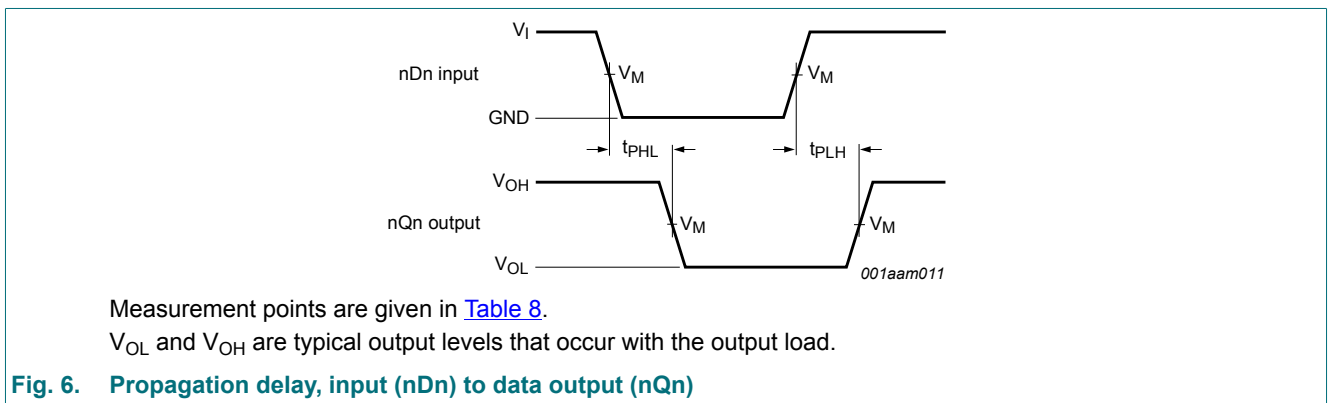 VI
nDn input
VM
VM
GND
tPHL
tPLH
VOH
nQn output
VM
VM
VOL
001aam011
Measurement points are given in Table 8.
VOL and VOH are typical output levels that occur with the output load.
Fig. 6. Propagation delay, input (nDn) to data output (nQn)